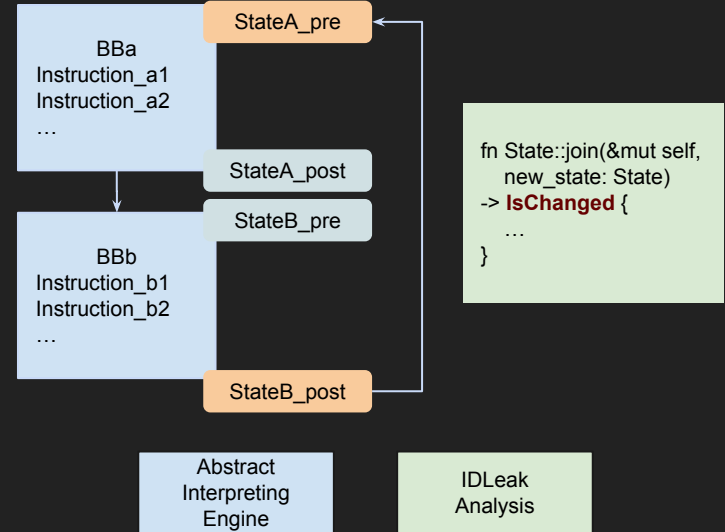 StateA_pre
BBa
Instruction_a1
Instruction_a2
…
StateA_post
StateB_pre
BBb
Instruction_b1
Instruction_b2
…
StateB_post
fn State::join(&mut self,
new_state: State)
-> IsChanged {
…
}
Abstract
Interpreting
Engine
IDLeak
Analysis